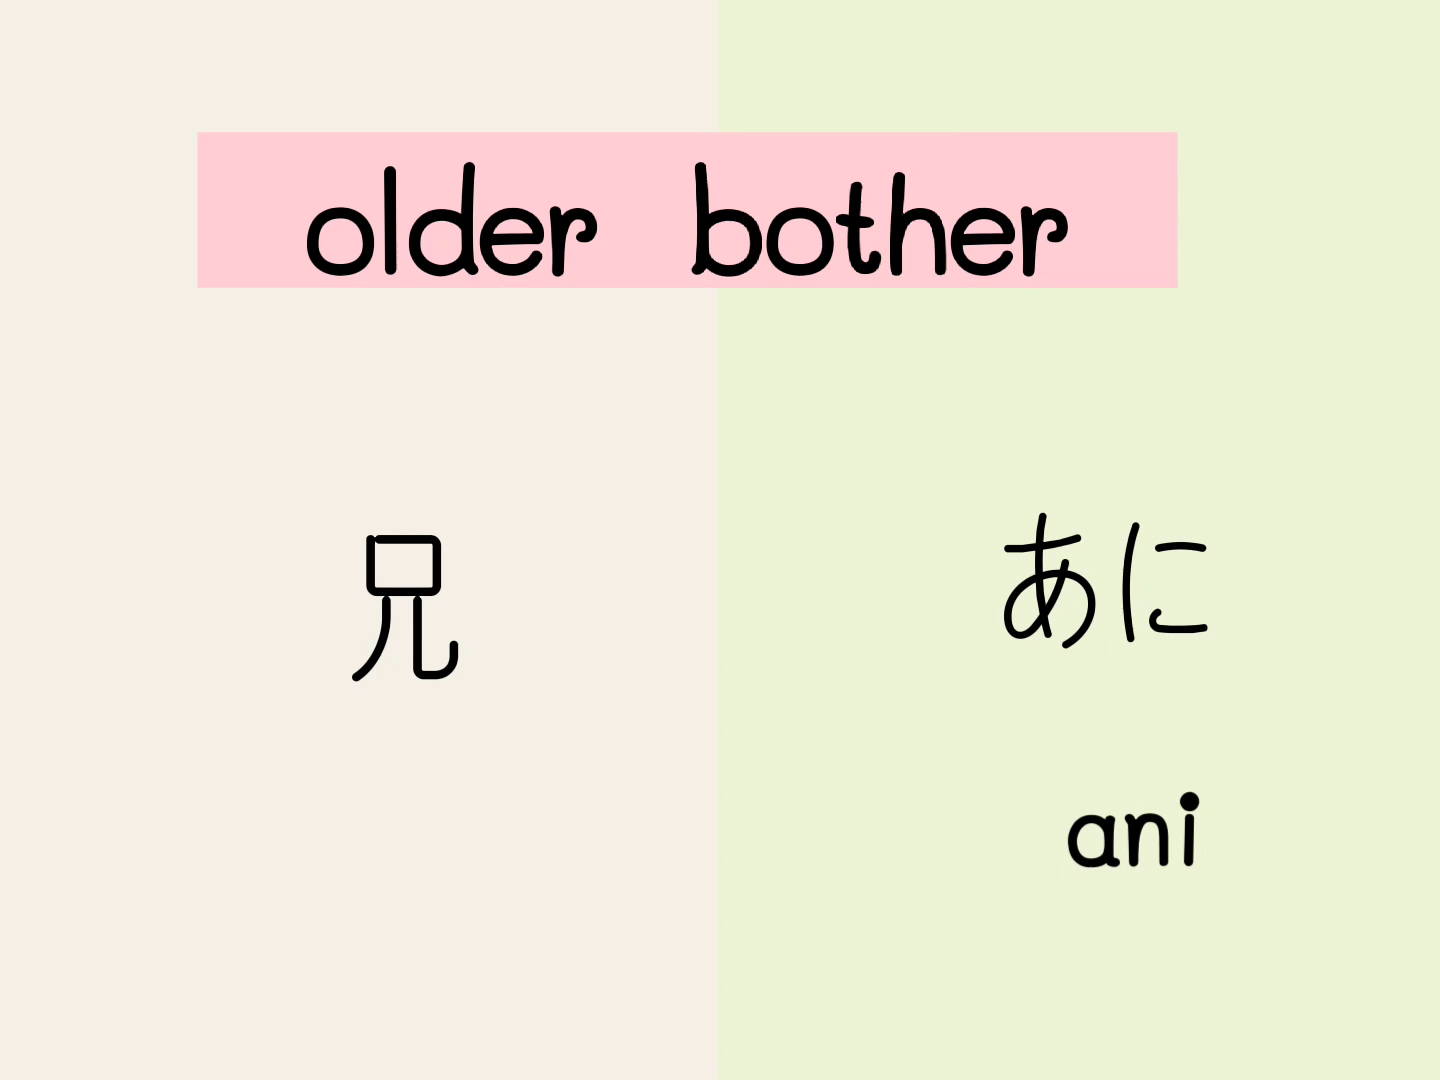 older bother
兄
あに
ani